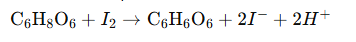 C₆H₈O₆ + I₂ → C₆H₆O₆ + 2I⁻ + 2H⁺